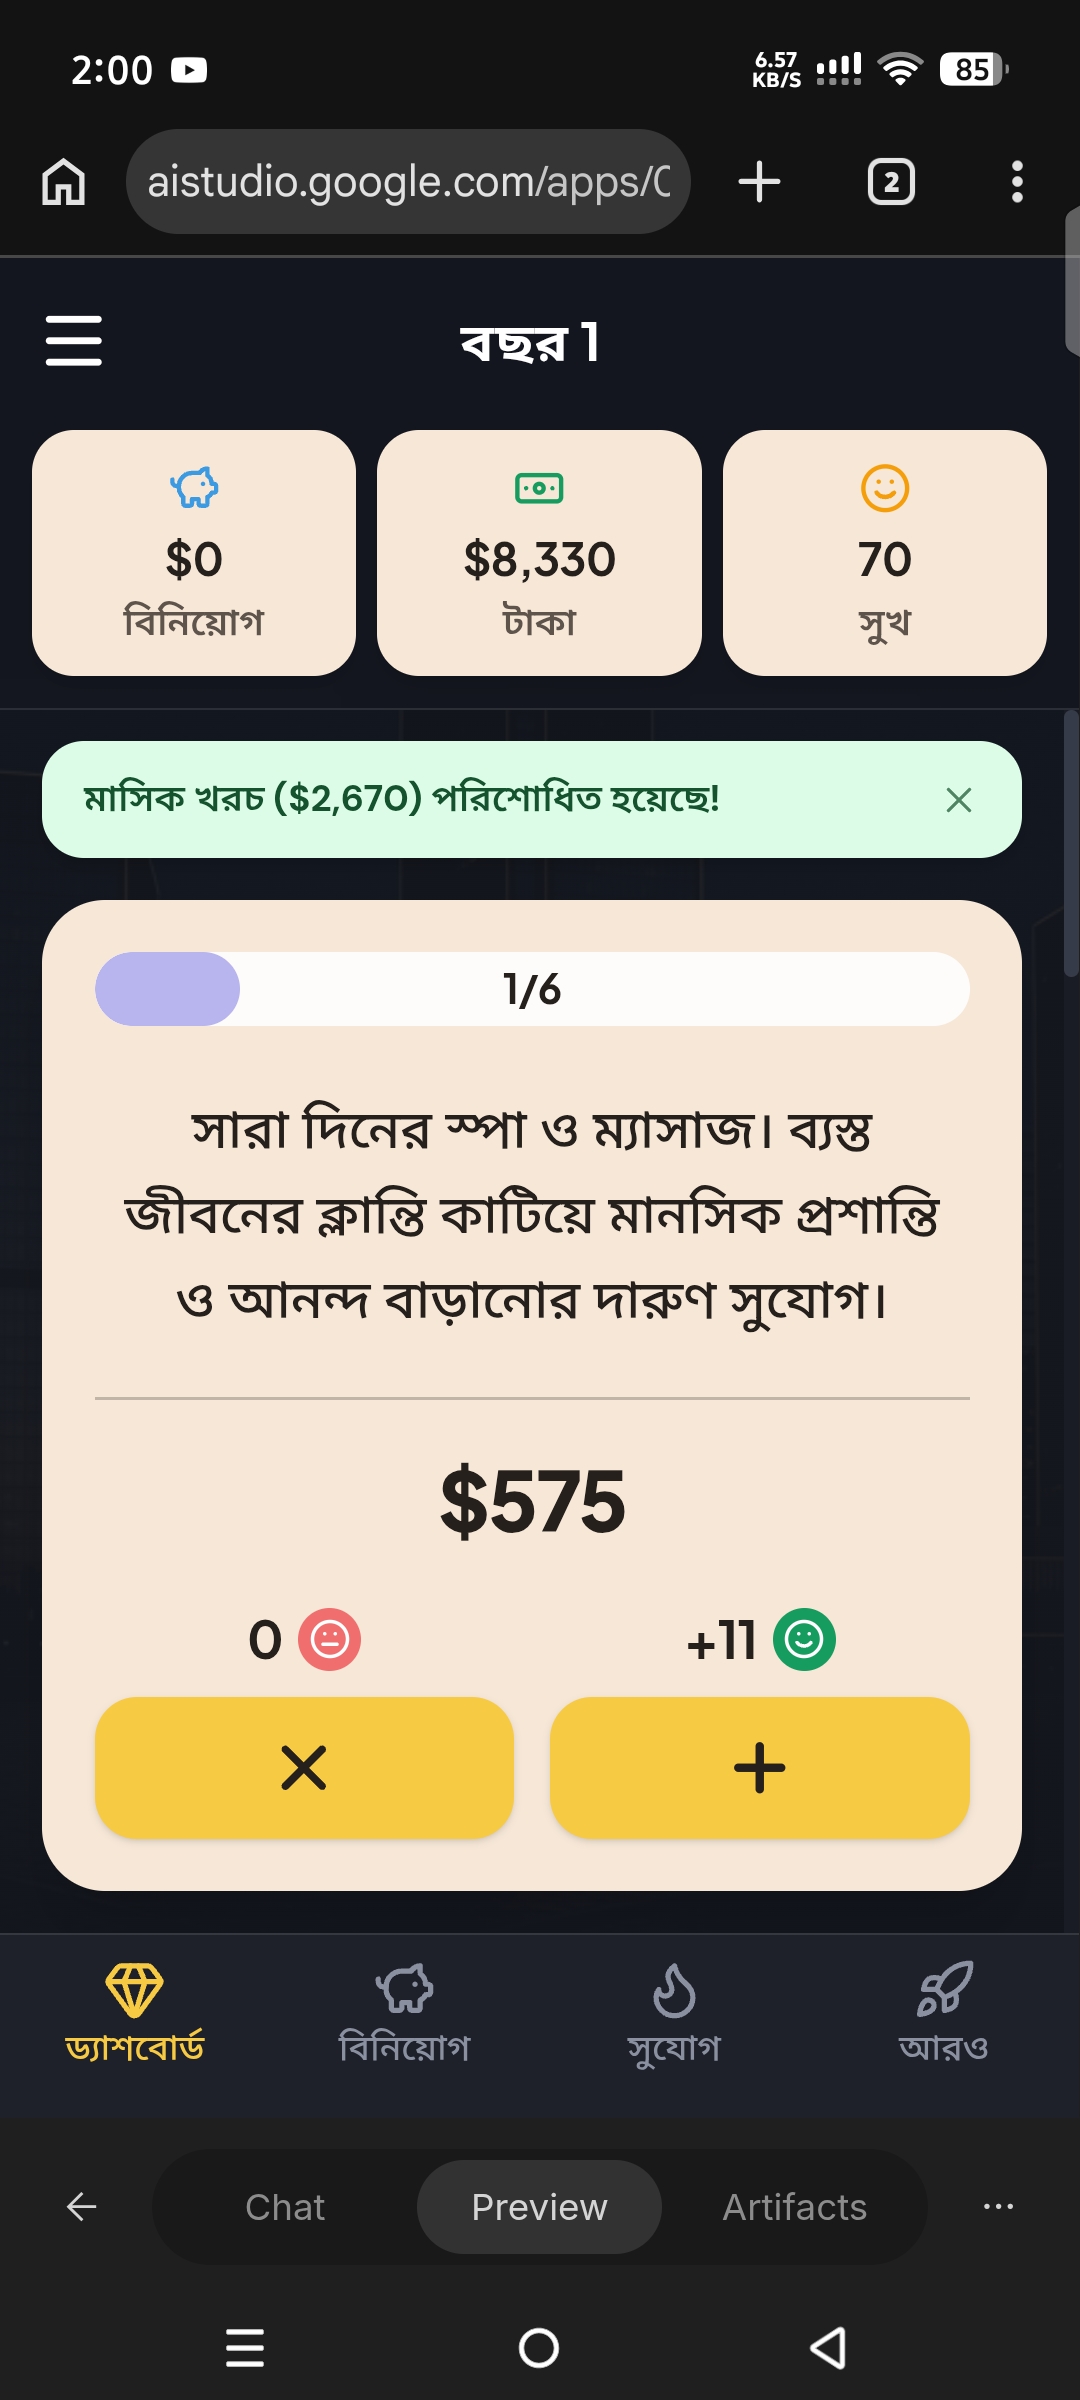 2:00
6.57
KB/S
85
aistudio.google.com/apps/
2
বছর 1
$0
বিনিয়োগ
$8,330
টাকা
70
সুখ
মাসিক খরচ ($2,670) পরিশোধিত হয়েছে!
1/6
সারা দিনের স্পা ও ম্যাসাজ। ব্যস্ত
জীবনের ক্লান্তি কাটিয়ে মানসিক প্রশান্তি
ও আনন্দ বাড়ানোর দারুণ সুযোগ।
$575
0
+11
ড্যাশবোর্ড
বিনিয়োগ
সুযোগ
আরও
Chat
Preview
Artifacts